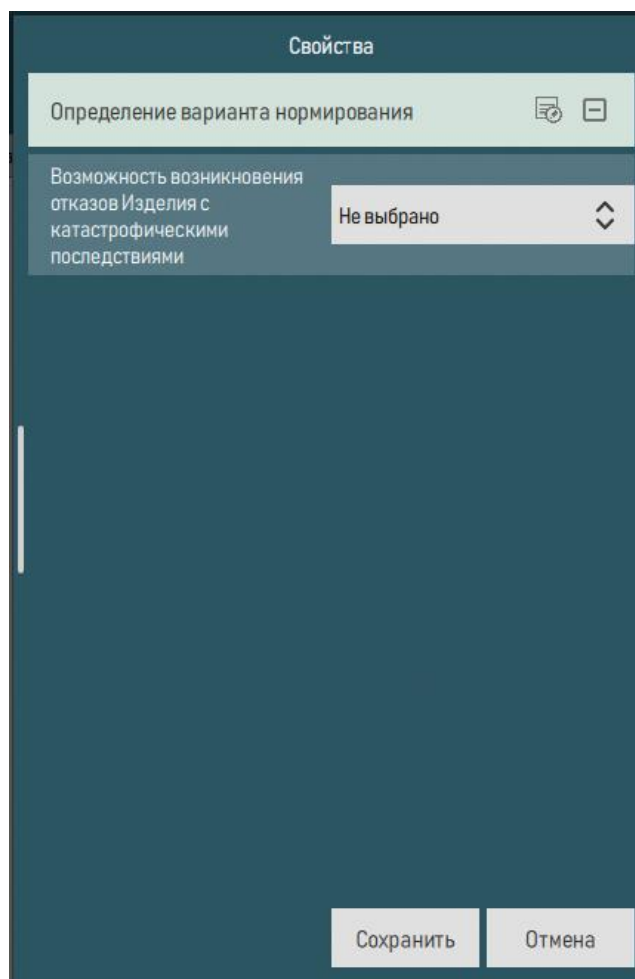 Свойства
Определение варианта нормирования
Возможность возникновения
отказов Изделия с
катастрофическими
последствиями
Не выбрано
Сохранить
Отмена